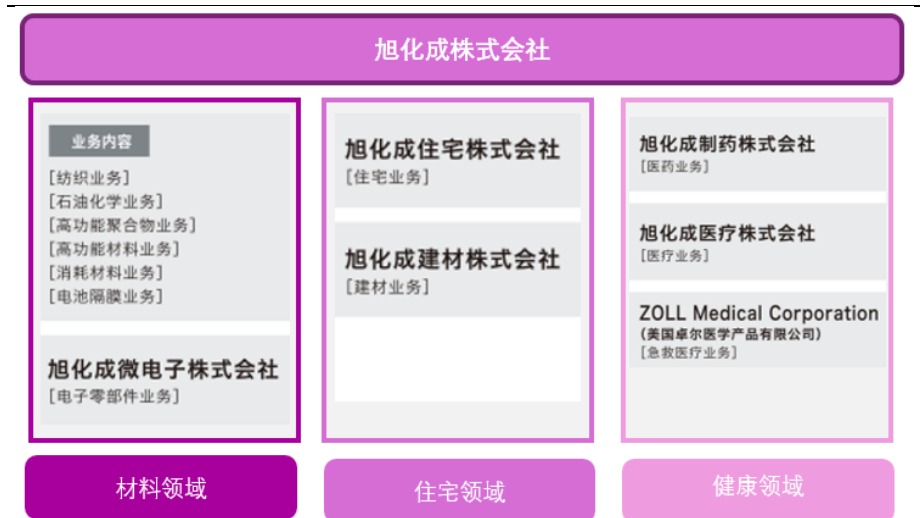 旭化成株式会社
业务内容
[纺织业务]
[石油化学业务]
[高功能聚合物业务]
[高功能材料业务]
[消耗材料业务]
[电池隔膜业务]
旭化成微电子株式会社
[电子零部件业务]
材料领域
旭化成住宅株式会社
[住宅业务]
旭化成建材株式会社
[建材业务]
住宅领域
旭化成制药株式会社
[医药业务]
旭化成医疗株式会社
[医疗业务]
ZOLL Medical Corporation
(美国卓尔医学产品有限公司)
[急救医疗业务]
健康领域